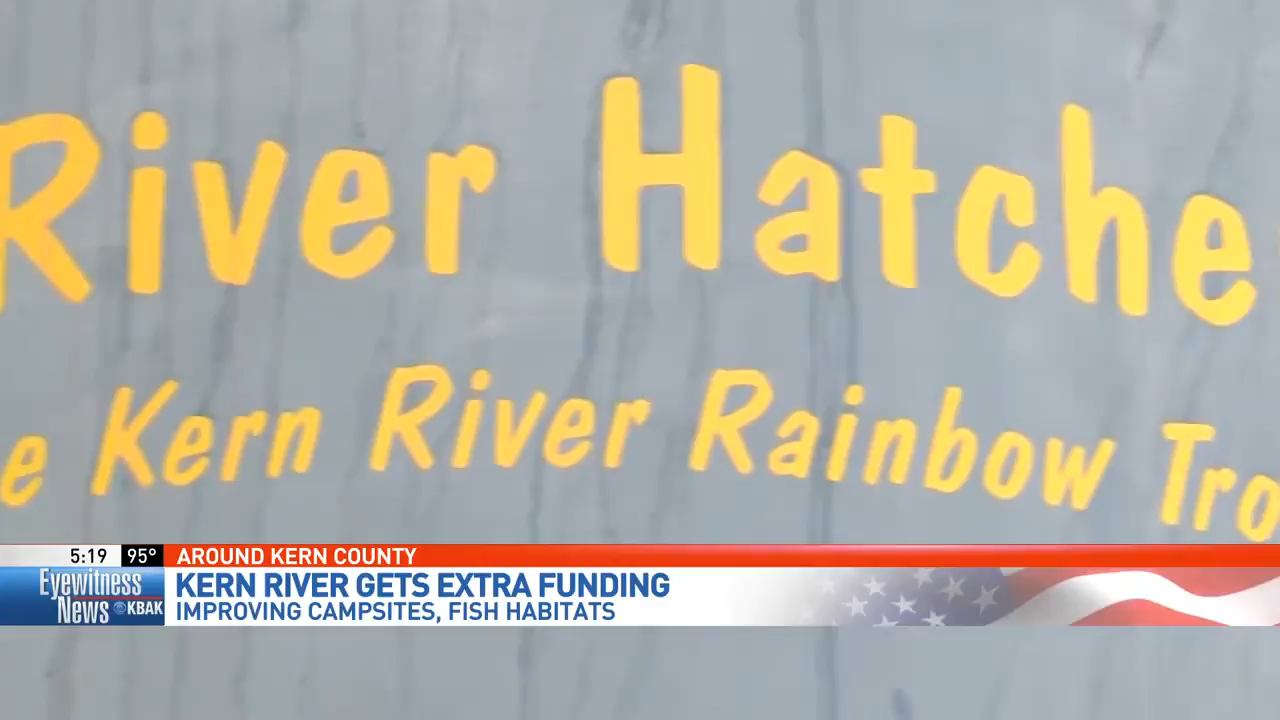 River Hatche
e Kern River Rainbow Tro
5:19 95° AROUND KERN COUNTY
Eyewitness News KBAK
KERN RIVER GETS EXTRA FUNDING
IMPROVING CAMPSITES, FISH HABITATS